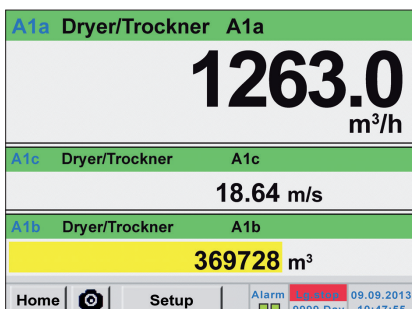 A1a Dryer/Trockner A1a
1263.0
m³/h
A1c Dryer/Trockner A1c
18.64 m/s
A1b Dryer/Trockner A1b
369728 m³
Home Setup Alarm 09.09.2013